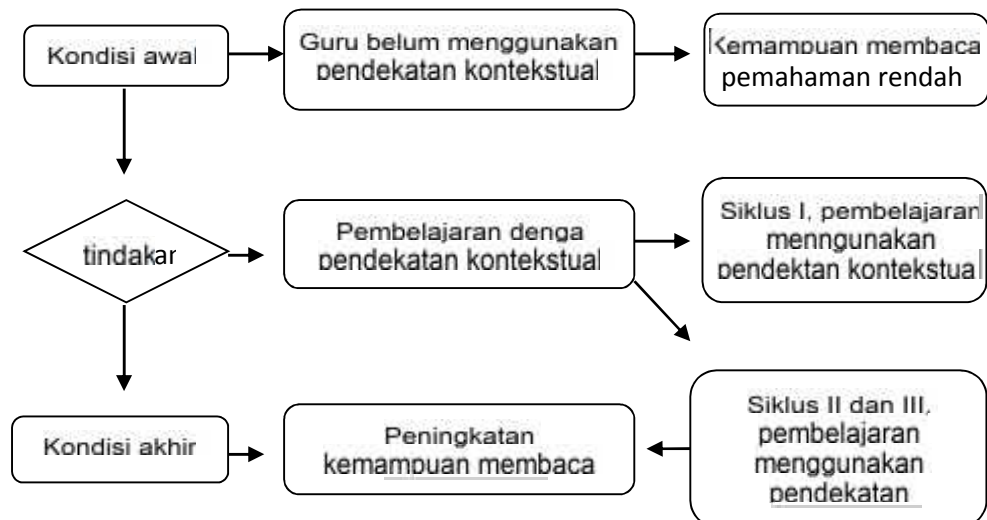 Kondisi awal
Guru belum menggunakan
pendekatan kontekstual
Kemampuan membaca
pemahaman rendah
tindakar
Pembelajaran denga
pendekatan kontekstual
Siklus I, pembelajaran
menngunakan
pendektan kontekstual
Kondisi akhir
Peningkatan
kemampuan membaca
Siklus II dan III,
pembelajaran
menggunakan
pendekatan